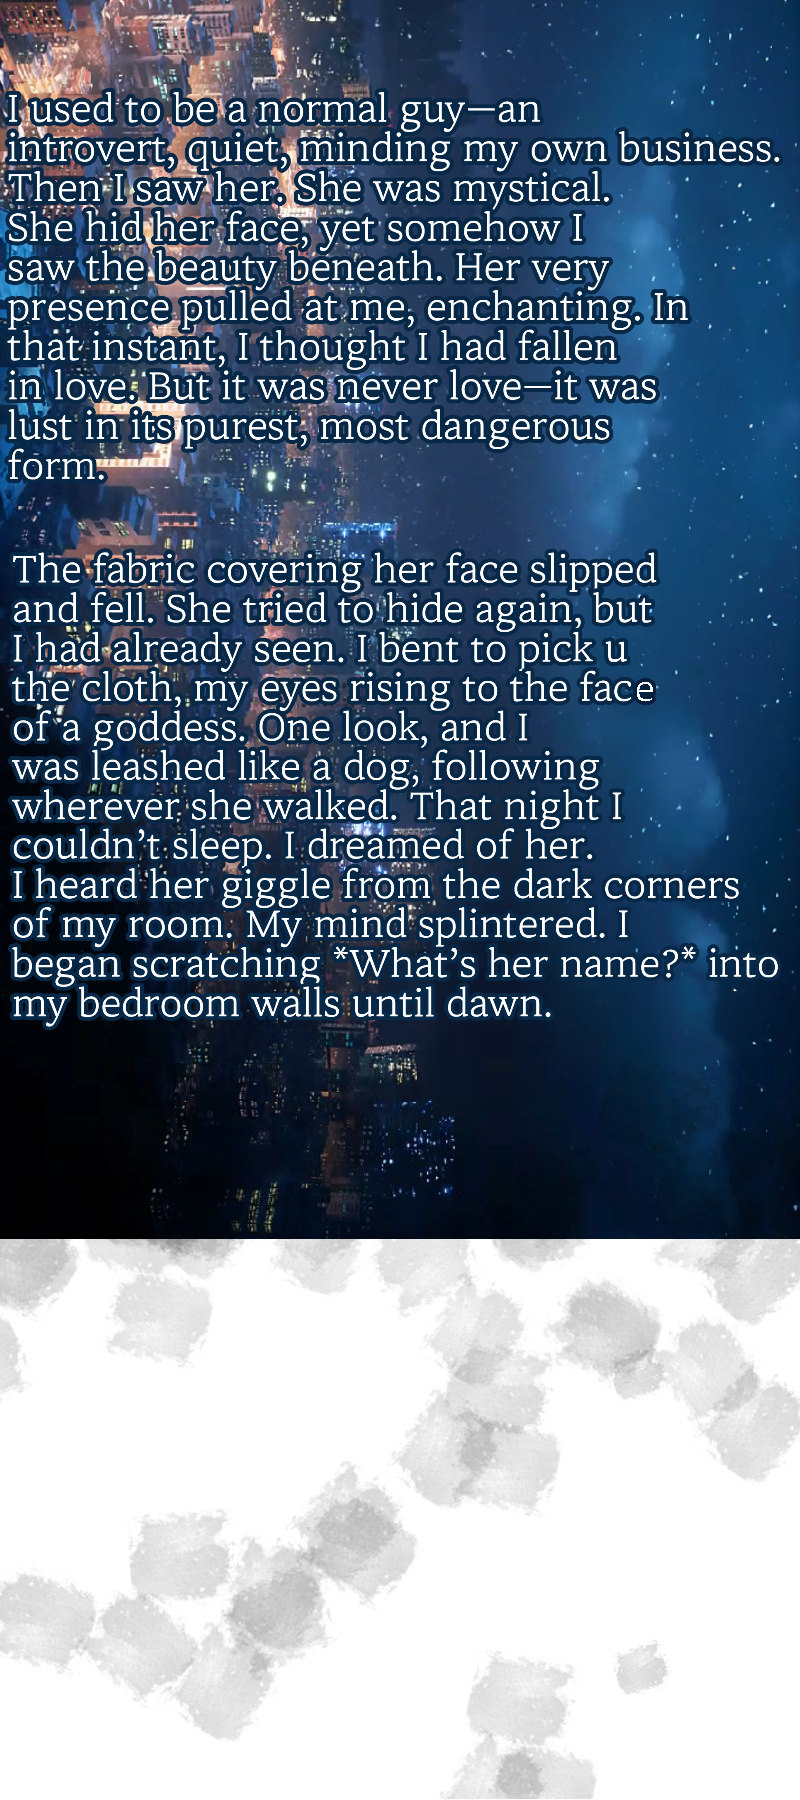 I used to be a normal guy—an
introvert, quiet, minding my own business.
Then I saw her. She was mystical.
She hid her face, yet somehow I
saw the beauty beneath. Her very
presence pulled at me, enchanting. In
that instant, I thought I had fallen
in love. But it was never love—it was
lust in its purest, most dangerous
form.
The fabric covering her face slipped
and fell. She tried to hide again, but
I had already seen. I bent to pick u
the cloth, my eyes rising to the face
of a goddess. One look, and I
was leashed like a dog, following
wherever she walked. That night I
couldn’t sleep. I dreamed of her.
I heard her giggle from the dark corners
of my room. My mind splintered. I
began scratching *What’s her name?* into
my bedroom walls until dawn.